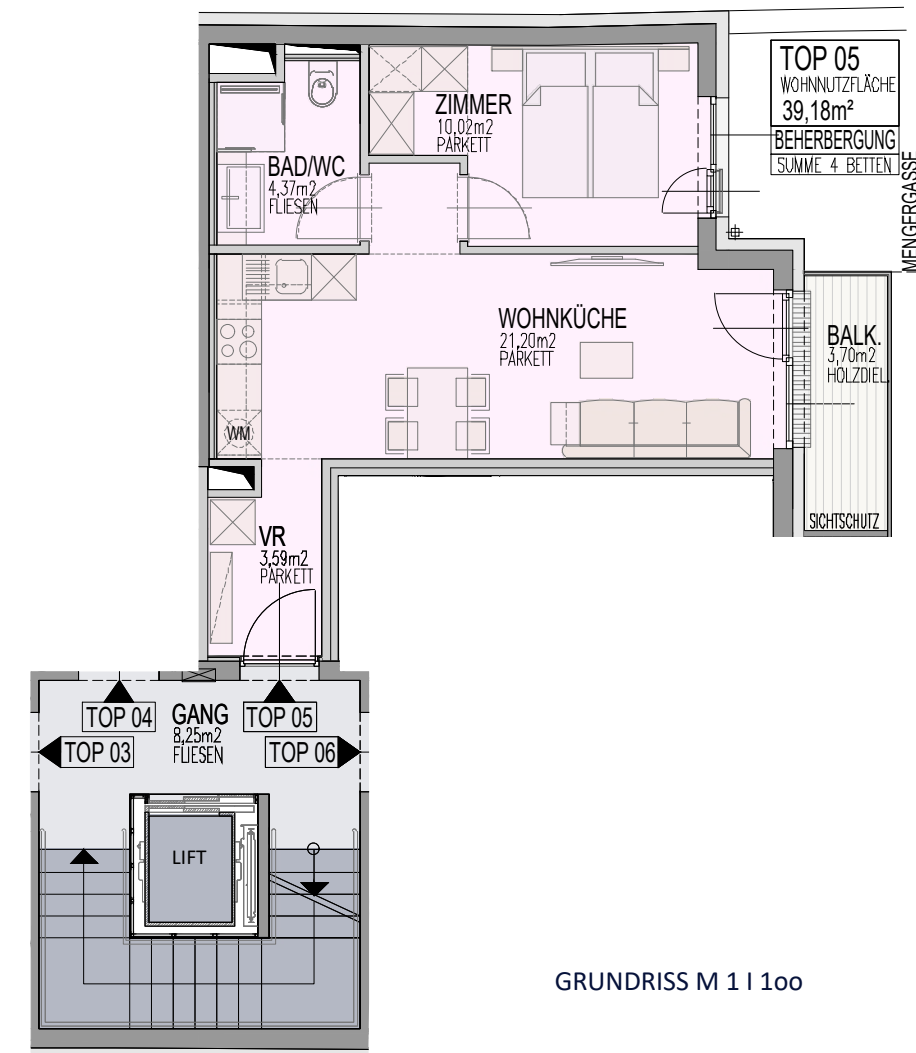 TOP 05
WOHNNUTZFLÄCHE
39,18m²
BEHERBERGUNG
SUMME 4 BETTEN
MENGERGASSE
ZIMMER
10,02m2
PARKETT
BAD/WC
4,37m2
FLIESEN
WOHNKÜCHE
21,20m2
PARKETT
BALK.
3,70m2
HOLZDIEL.
SICHTSCHUTZ
WM
VR
3,59m2
PARKETT
TOP 04
GANG
8,25m2
FLIESEN
TOP 05
TOP 03
TOP 06
LIFT
GRUNDRISS M 1 I 1oo